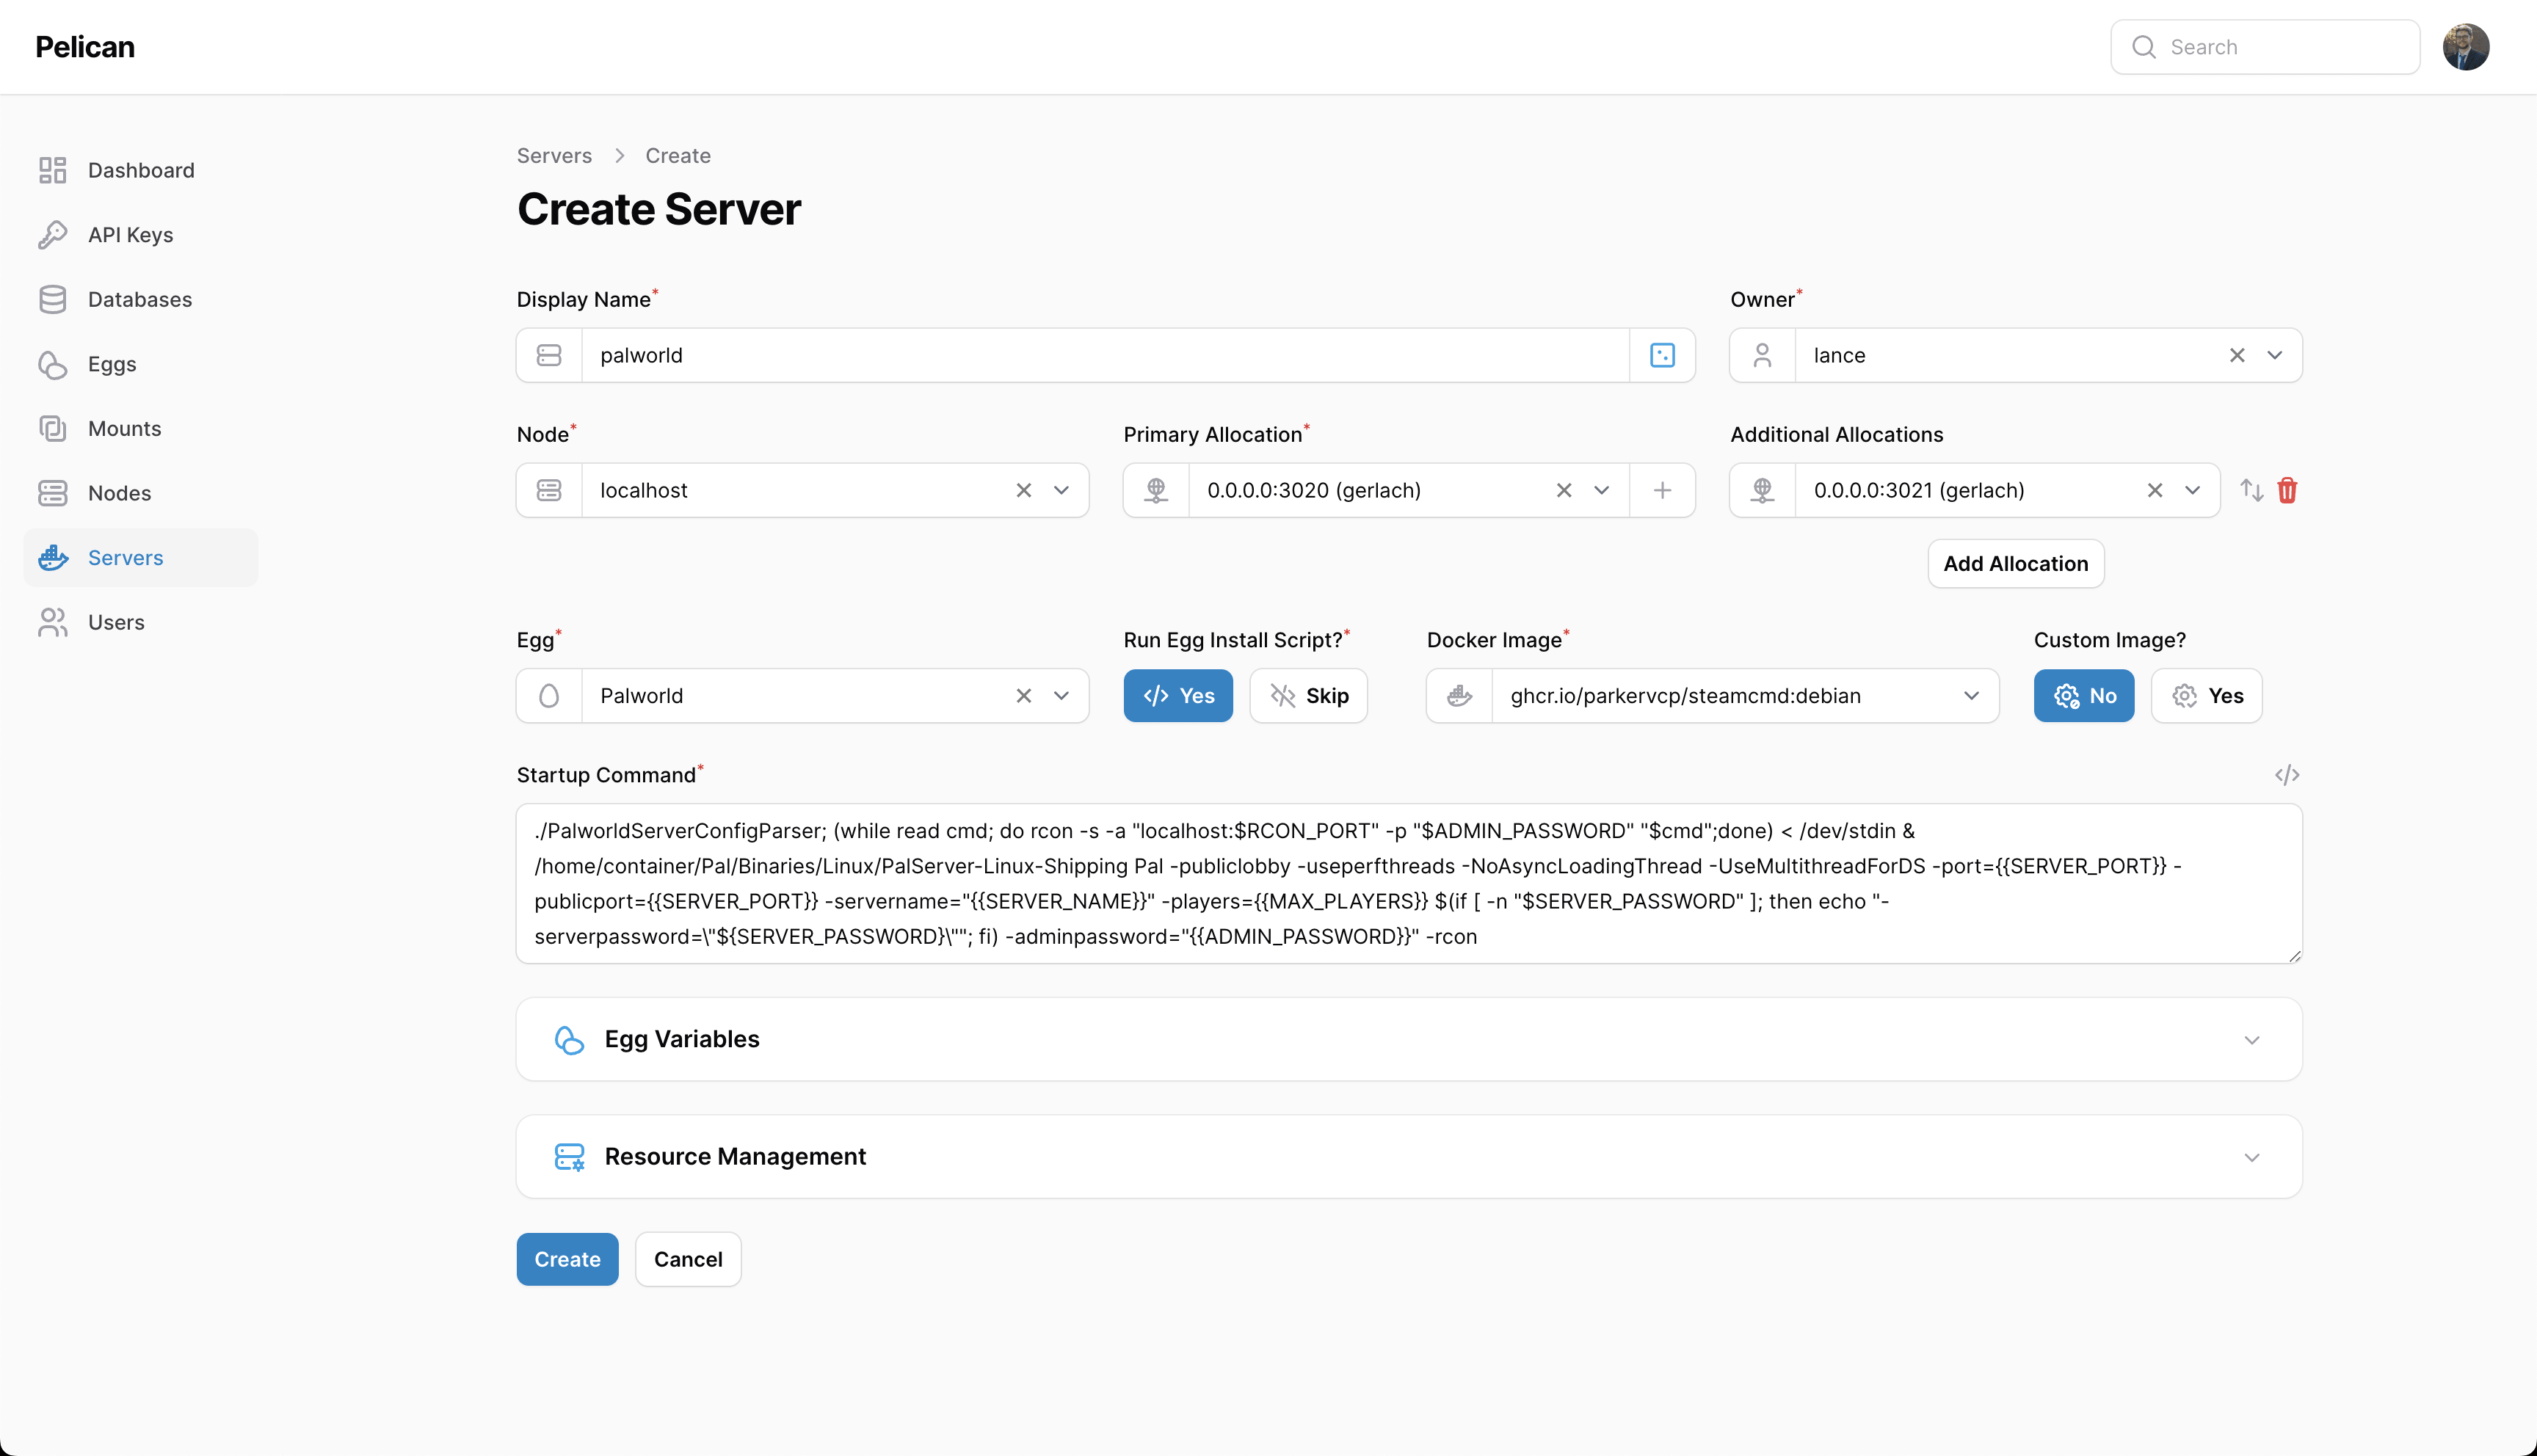 Pelican
Search
Dashboard
API Keys
Databases
Eggs
Mounts
Nodes
Servers
Users
Servers > Create
Create Server
Display Name*
palworld
Owner*
lance
Node*
localhost
Primary Allocation*
0.0.0.0:3020 (gerlach)
Additional Allocations
0.0.0.0:3021 (gerlach)
Add Allocation
Egg*
Palworld
Run Egg Install Script?*
Yes
Skip
Docker Image*
ghcr.io/parkervcp/steamcmd:debian
Custom Image?
No
Yes
Startup Command*
./PalworldServerConfigParser; (while read cmd; do rcon -s -a "localhost:$RCON_PORT" -p "$ADMIN_PASSWORD" "$cmd";done) < /dev/stdin &
/home/container/Pal/Binaries/Linux/PalServer-Linux-Shipping Pal -publiclobby -useperfthreads -NoAsyncLoadingThread -UseMultithreadForDS -port={{SERVER_PORT}} -
publicport={{SERVER_PORT}} -servername="{{SERVER_NAME}}" -players={{MAX_PLAYERS}} $(if [ -n "$SERVER_PASSWORD" ]; then echo "-
serverpassword=\"${SERVER_PASSWORD}\""; fi) -adminpassword="{{ADMIN_PASSWORD}}" -rcon
Egg Variables
Resource Management
Create
Cancel